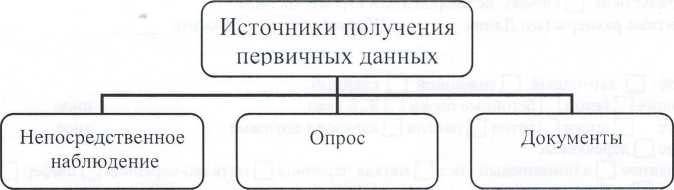 Источники получения
первичных данных
Непосредственное
наблюдение
Опрос
Документы